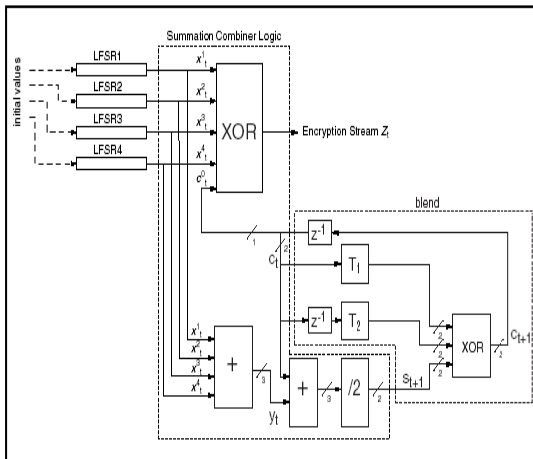 Summation Combiner Logic
initial values
LFSR1
LFSR2
LFSR3
LFSR4
x¹t
x²t
x³t
x⁴t
c⁰t
XOR
Encryption Stream Zt
blend
1
2
ct
z⁻¹
T1
z⁻¹
T2
2
2
2
XOR
2
ct+1
x¹t
x²t
x³t
x⁴t
+
3
yt
+
3
/2
2
st+1